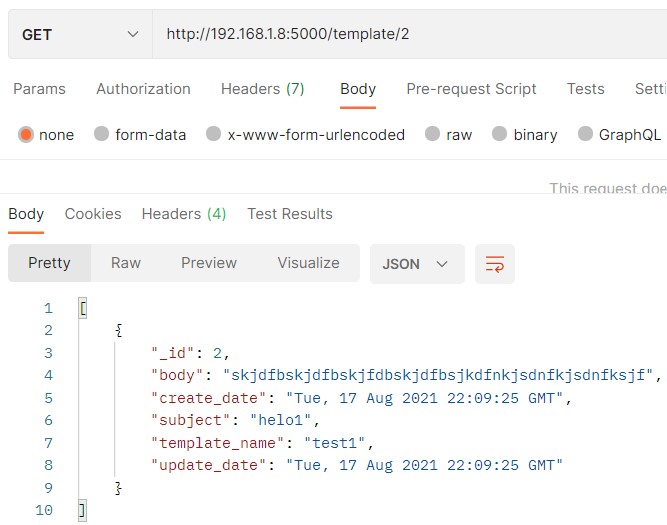 GET http://192.168.1.8:5000/template/2
Params Authorization Headers (7) Body Pre-request Script Tests Setti
none form-data x-www-form-urlencoded raw binary GraphQL
This request doe
Body Cookies Headers (4) Test Results
Pretty Raw Preview Visualize JSON
1 [
2 {
3 "_id": 2,
4 "body": "skjdfbskjdfbskjfdbskjdfbsjkdfnkjsdnfkjsdnfksjf",
5 "create_date": "Tue, 17 Aug 2021 22:09:25 GMT",
6 "subject": "helo1",
7 "template_name": "test1",
8 "update_date": "Tue, 17 Aug 2021 22:09:25 GMT"
9 }
10 ]